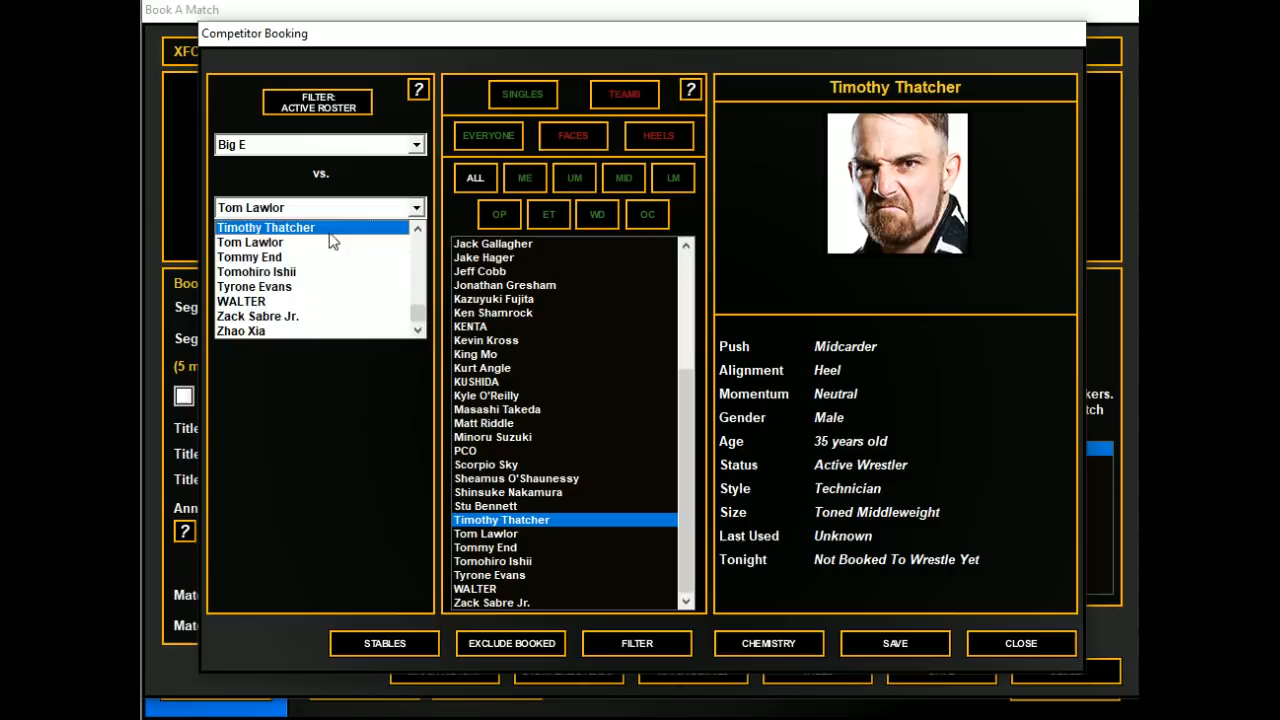 Book A Match
Competitor Booking
XFC
FILTER:
ACTIVE ROSTER
?
Big E
vs.
Tom Lawlor
Timothy Thatcher
Tom Lawlor
Tommy End
Tomohiro Ishii
Tyrone Evans
WALTER
Zack Sabre Jr.
Zhao Xia
SINGLES
TEAMS
?
EVERYONE
FACES
HEELS
ALL
ME
UM
MID
LM
OP
ET
WD
OC
Jack Gallagher
Jake Hager
Jeff Cobb
Jonathan Gresham
Kazuyuki Fujita
Ken Shamrock
KENTA
Kevin Kross
King Mo
Kurt Angle
KUSHIDA
Kyle O'Reilly
Masashi Takeda
Matt Riddle
Minoru Suzuki
PCO
Scorpio Sky
Sheamus O'Shaunessy
Shinsuke Nakamura
Stu Bennett
Timothy Thatcher
Tom Lawlor
Tommy End
Tomohiro Ishii
Tyrone Evans
WALTER
Zack Sabre Jr.
Timothy Thatcher
Push Midcarder
Alignment Heel
Momentum Neutral
Gender Male
Age 35 years old
Status Active Wrestler
Style Technician
Size Toned Middleweight
Last Used Unknown
Tonight Not Booked To Wrestle Yet
Boo
Seg
Seg
(5 m
Title
Title
Title
Ann
?
Mat
Mat
kers.
tch
STABLES
EXCLUDE BOOKED
FILTER
CHEMISTRY
SAVE
CLOSE